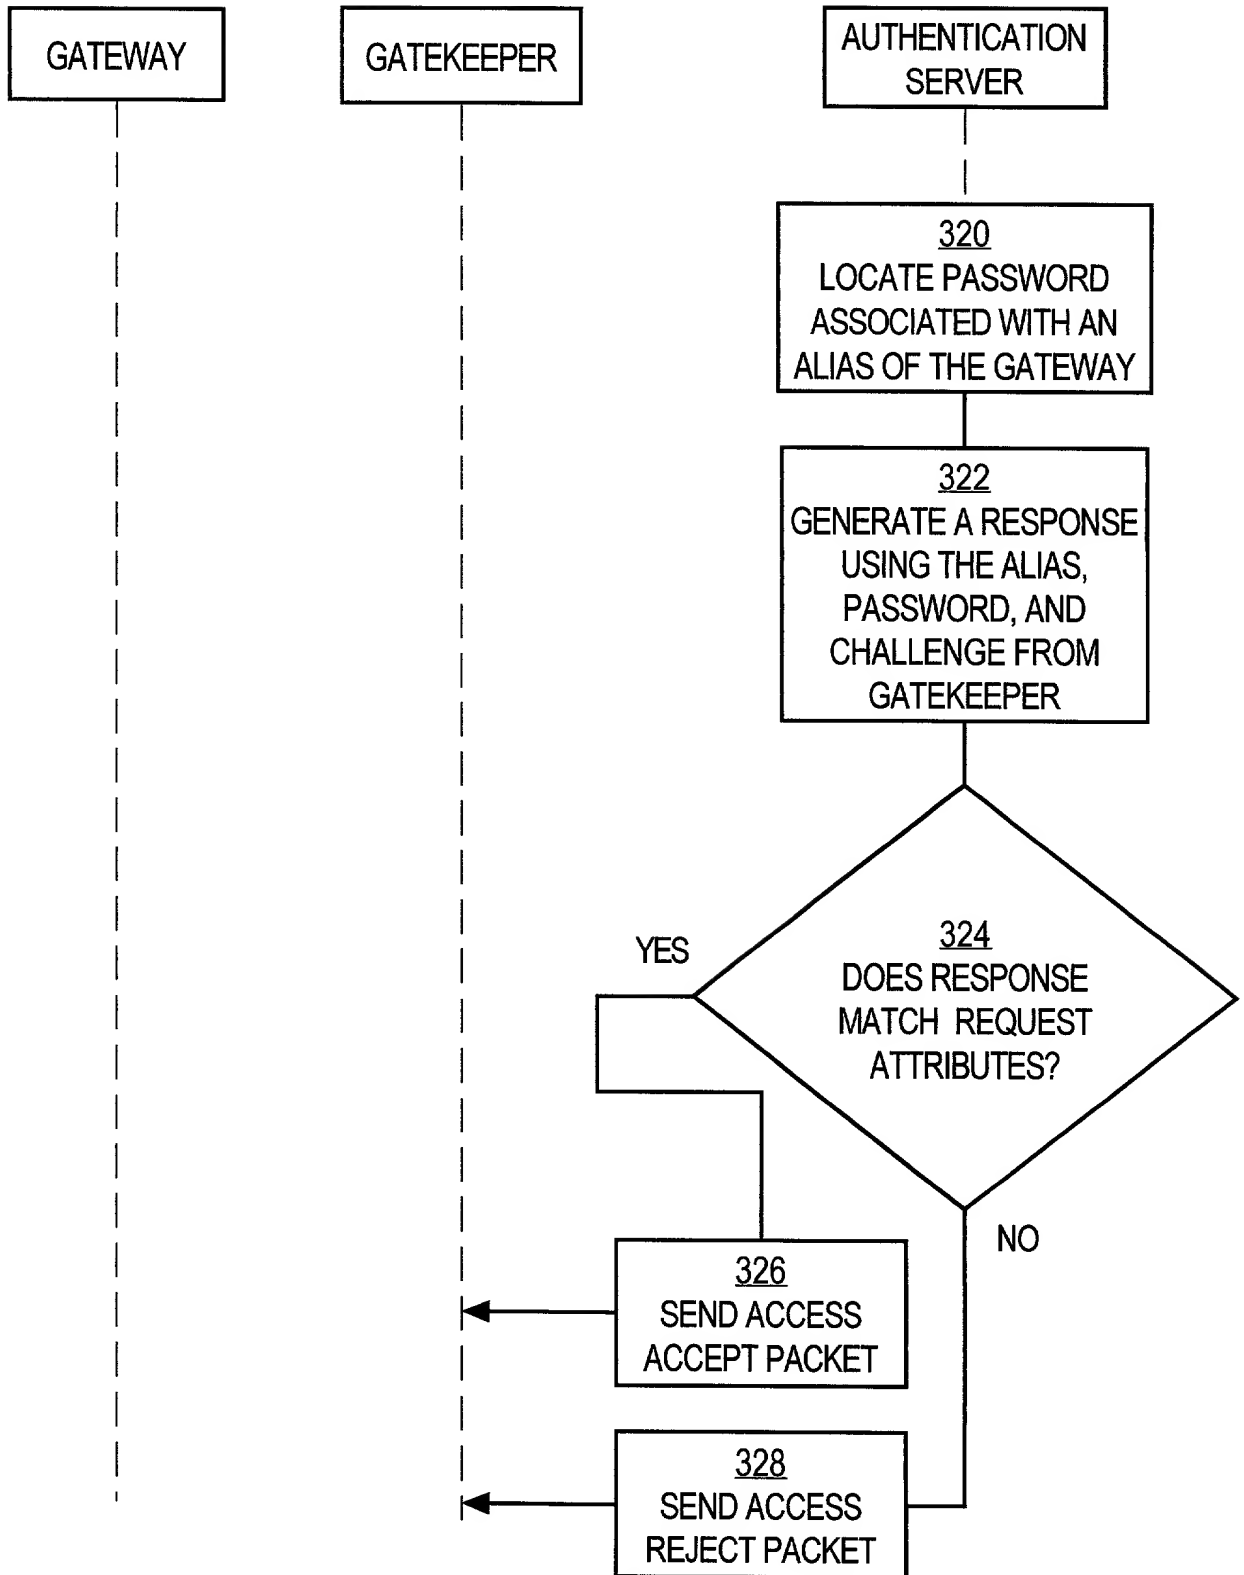 GATEWAY
GATEKEEPER
AUTHENTICATION
SERVER
320
LOCATE PASSWORD
ASSOCIATED WITH AN
ALIAS OF THE GATEWAY
322
GENERATE A RESPONSE
USING THE ALIAS,
PASSWORD, AND
CHALLENGE FROM
GATEKEEPER
YES
324
DOES RESPONSE
MATCH REQUEST
ATTRIBUTES?
NO
326
SEND ACCESS
ACCEPT PACKET
328
SEND ACCESS
REJECT PACKET